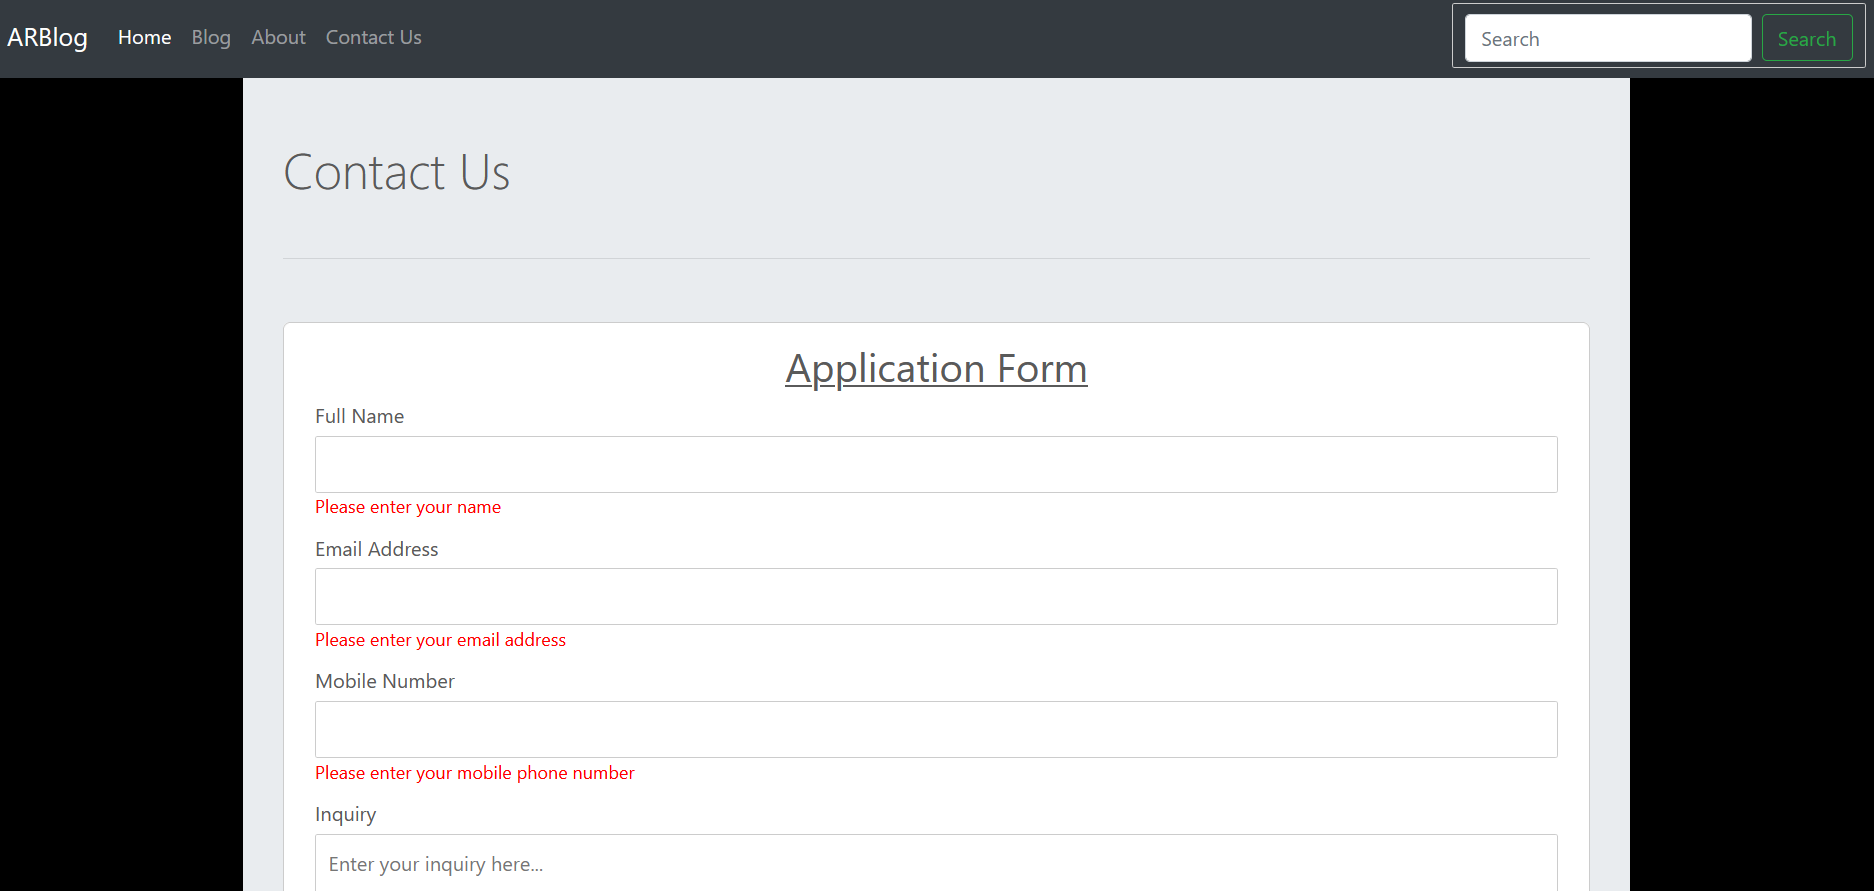 ARBlog Home Blog About Contact Us Search Search
Contact Us
Application Form
Full Name
Please enter your name
Email Address
Please enter your email address
Mobile Number
Please enter your mobile phone number
Inquiry
Enter your inquiry here...